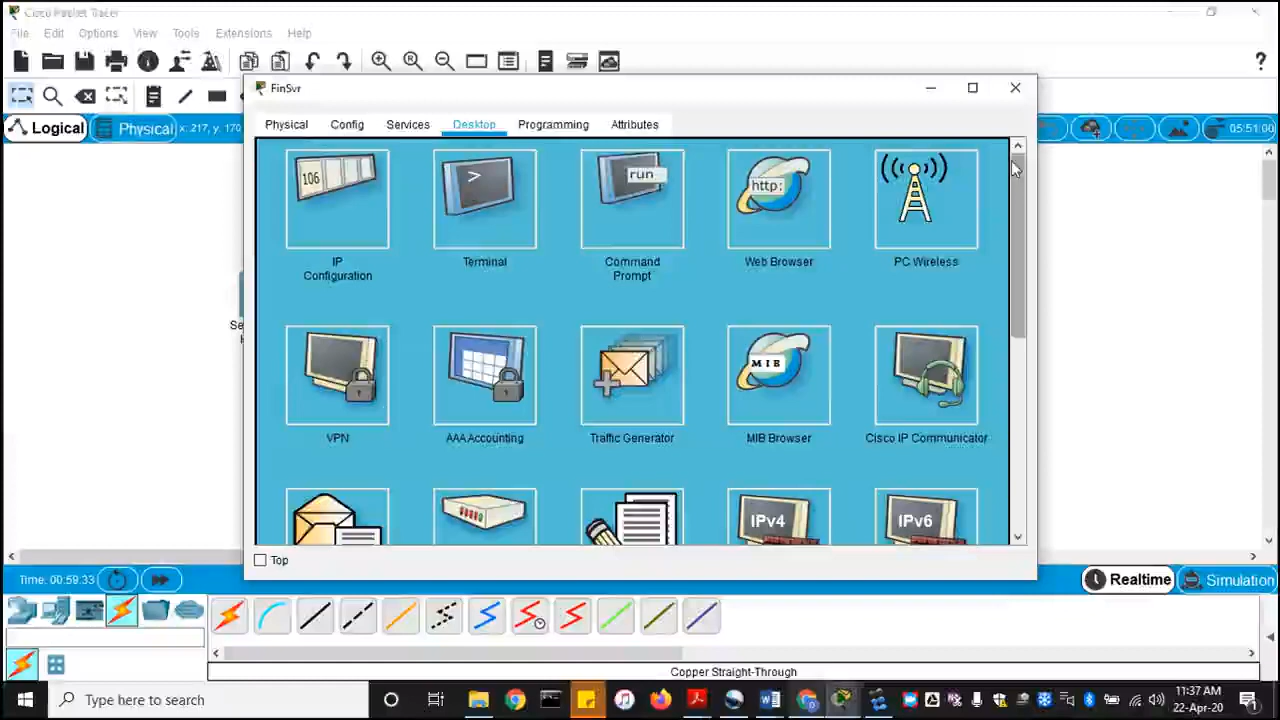 Cisco Packet Tracer
File Edit Options View Tools Extensions Help
?
FinSvr
Logical Physical x: 217, y: 170 05:51:00
Physical Config Services Desktop Programming Attributes
106 > run http:
IP Configuration
Terminal
Command Prompt
Web Browser
PC Wireless
MIB
VPN
AAA Accounting
Traffic Generator
MIB Browser
Cisco IP Communicator
IPv4 IPv6
Se
Top
Time: 00:59:33 Realtime Simulation
Copper Straight-Through
Type here to search
11:37 AM
22-Apr-20
1